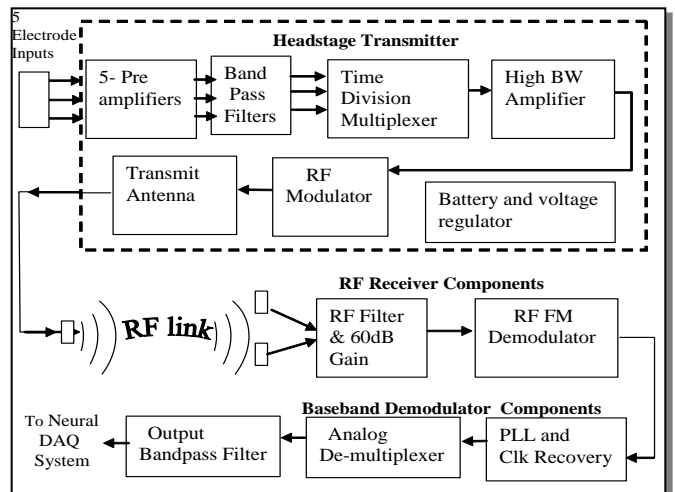 5
Electrode
Inputs
Headstage Transmitter
5- Pre
amplifiers
Band
Pass
Filters
Time
Division
Multiplexer
High BW
Amplifier
Transmit
Antenna
RF
Modulator
Battery and voltage
regulator
RF Receiver Components
RF link
RF Filter
& 60dB
Gain
RF FM
Demodulator
Baseband Demodulator Components
To Neural
DAQ
System
Output
Bandpass Filter
Analog
De-multiplexer
PLL and
Clk Recovery